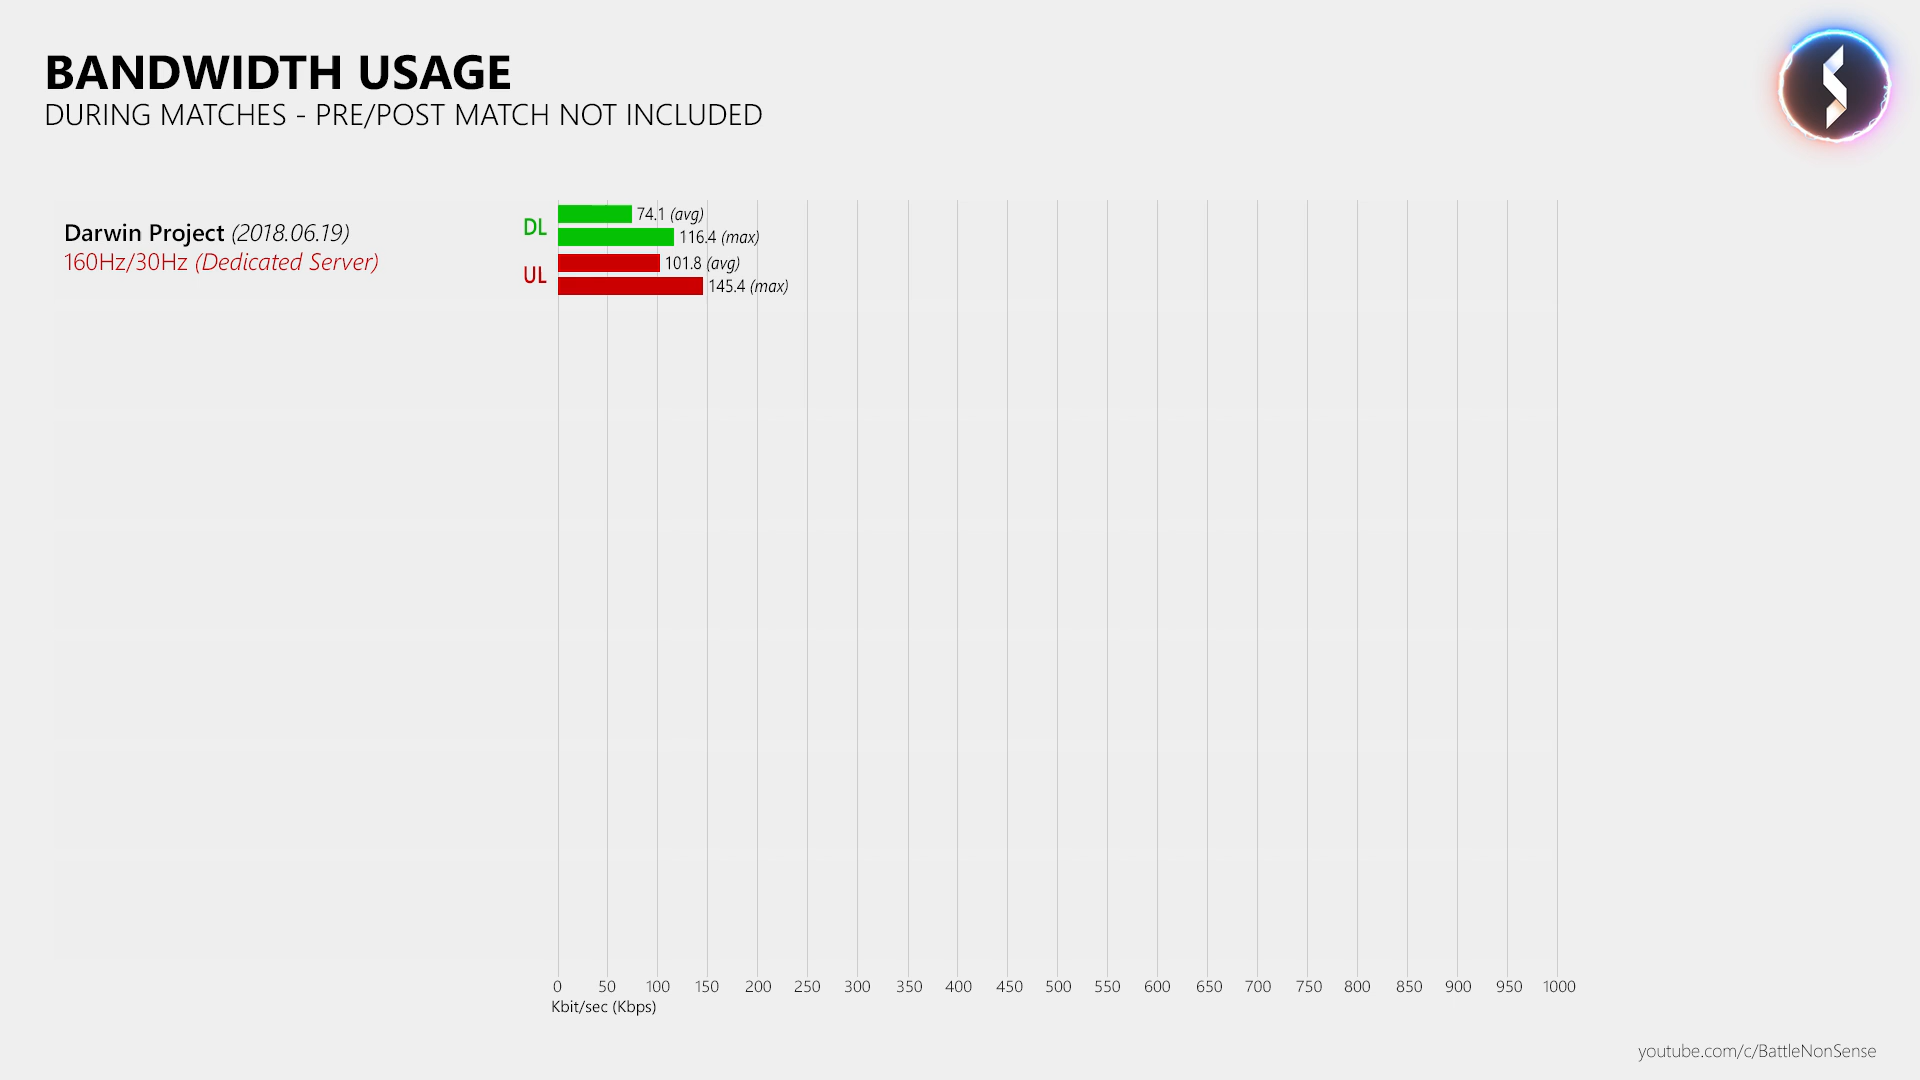 BANDWIDTH USAGE
DURING MATCHES - PRE/POST MATCH NOT INCLUDED
Darwin Project (2018.06.19)
160Hz/30Hz (Dedicated Server)
DL
74.1 (avg)
116.4 (max)
UL
101.8 (avg)
145.4 (max)
0 50 100 150 200 250 300 350 400 450 500 550 600 650 700 750 800 850 900 950 1000
Kbit/sec (Kbps)
youtube.com/c/BattleNonSense